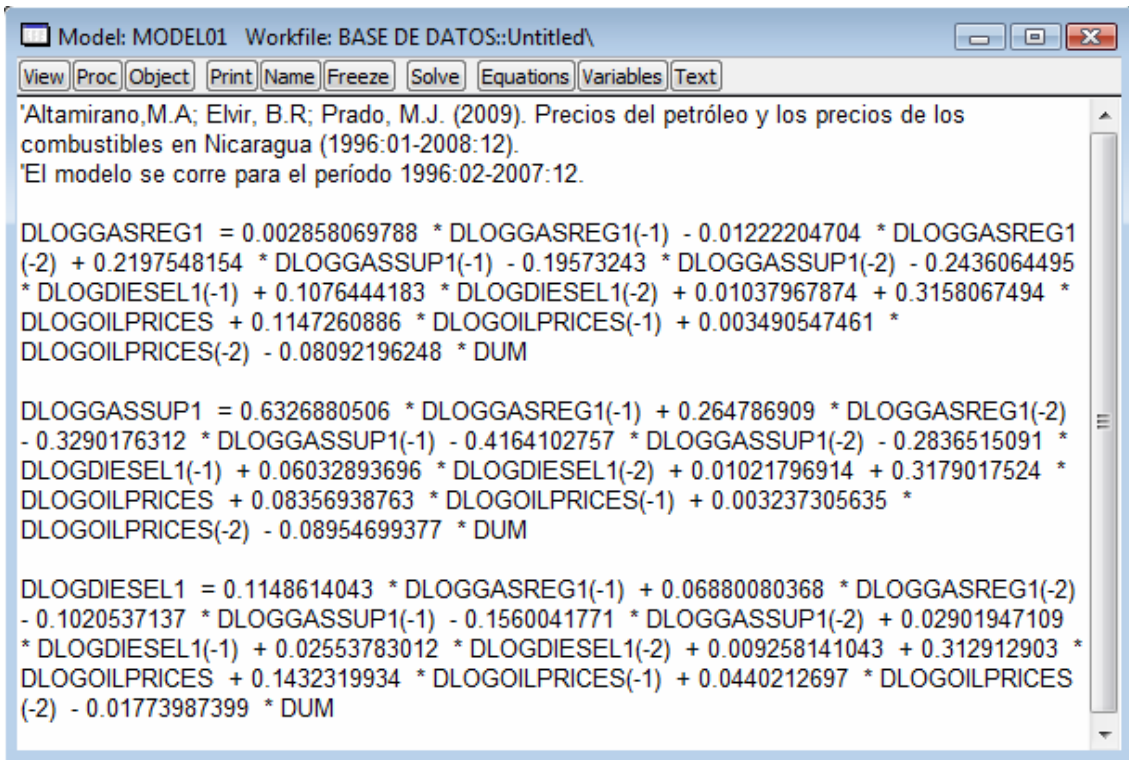 Model: MODEL01 Workfile: BASE DE DATOS::Untitled\
View Proc Object Print Name Freeze Solve Equations Variables Text
'Altamirano,M.A; Elvir, B.R; Prado, M.J. (2009). Precios del petróleo y los precios de los
combustibles en Nicaragua (1996:01-2008:12).
'El modelo se corre para el período 1996:02-2007:12.
DLOGGASREG1 = 0.002858069788 * DLOGGASREG1(-1) - 0.01222204704 * DLOGGASREG1
(-2) + 0.2197548154 * DLOGGASSUP1(-1) - 0.19573243 * DLOGGASSUP1(-2) - 0.2436064495
* DLOGDIESEL1(-1) + 0.1076444183 * DLOGDIESEL1(-2) + 0.01037967874 + 0.3158067494 *
DLOGOILPRICES + 0.1147260886 * DLOGOILPRICES(-1) + 0.003490547461 *
DLOGOILPRICES(-2) - 0.08092196248 * DUM
DLOGGASSUP1 = 0.6326880506 * DLOGGASREG1(-1) + 0.264786909 * DLOGGASREG1(-2)
- 0.3290176312 * DLOGGASSUP1(-1) - 0.4164102757 * DLOGGASSUP1(-2) - 0.2836515091 *
DLOGDIESEL1(-1) + 0.06032893696 * DLOGDIESEL1(-2) + 0.01021796914 + 0.3179017524 *
DLOGOILPRICES + 0.08356938763 * DLOGOILPRICES(-1) + 0.003237305635 *
DLOGOILPRICES(-2) - 0.08954699377 * DUM
DLOGDIESEL1 = 0.1148614043 * DLOGGASREG1(-1) + 0.06880080368 * DLOGGASREG1(-2)
- 0.1020537137 * DLOGGASSUP1(-1) - 0.1560041771 * DLOGGASSUP1(-2) + 0.02901947109
* DLOGDIESEL1(-1) + 0.02553783012 * DLOGDIESEL1(-2) + 0.009258141043 + 0.312912903 *
DLOGOILPRICES + 0.1432319934 * DLOGOILPRICES(-1) + 0.0440212697 * DLOGOILPRICES
(-2) - 0.01773987399 * DUM